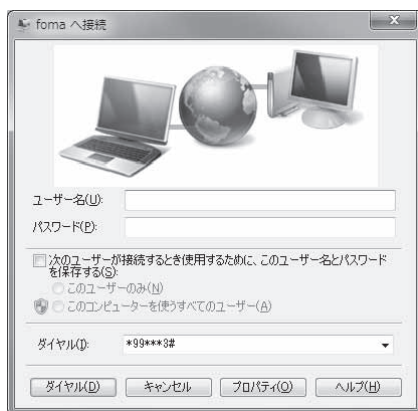 foma へ接続
ユーザー名(U):
パスワード(P):
次のユーザーが接続するとき使用するために、このユーザー名とパスワード
を保存する(S):
このユーザーのみ(N)
このコンピューターを使うすべてのユーザー(A)
ダイヤル(I):
*99***3#
ダイヤル(D) キャンセル プロパティ(O) ヘルプ(H)